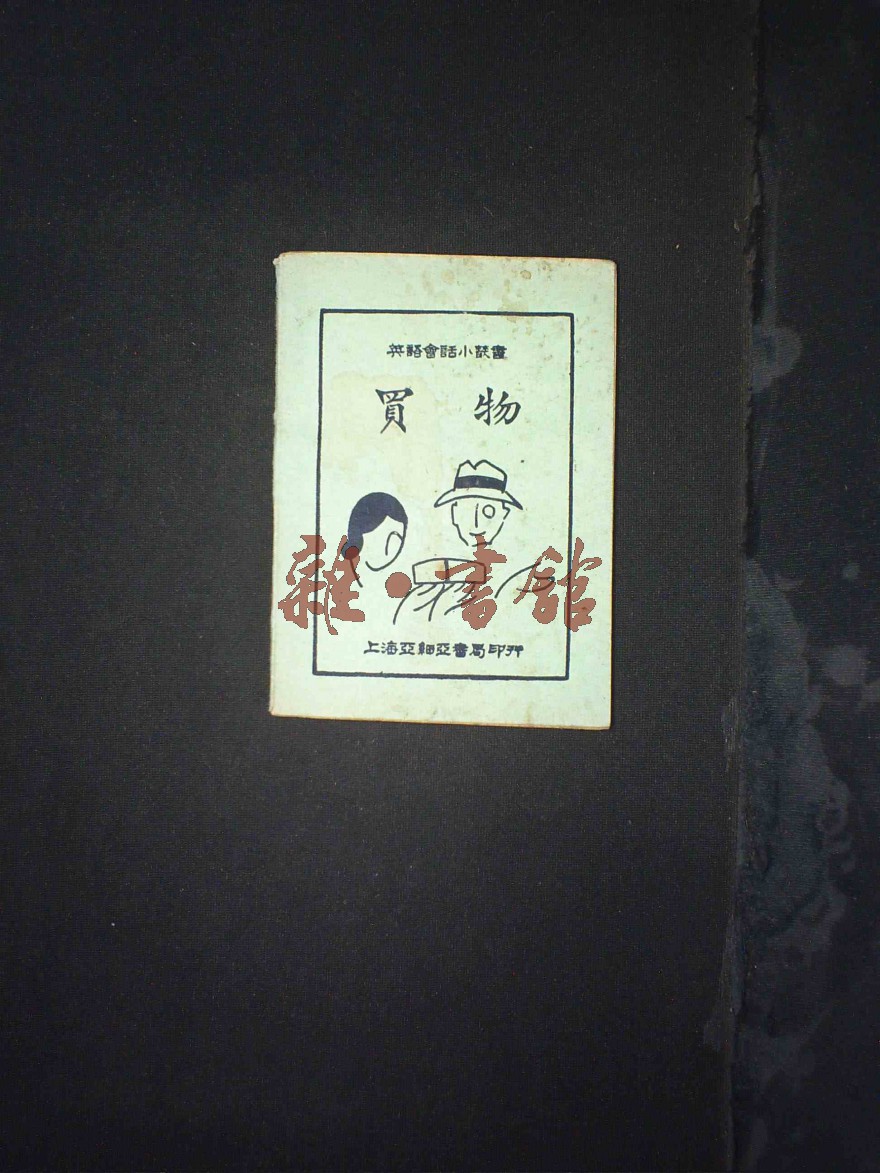 英語會話小叢書
買物
雜·書館
上海亞細亞書局印行